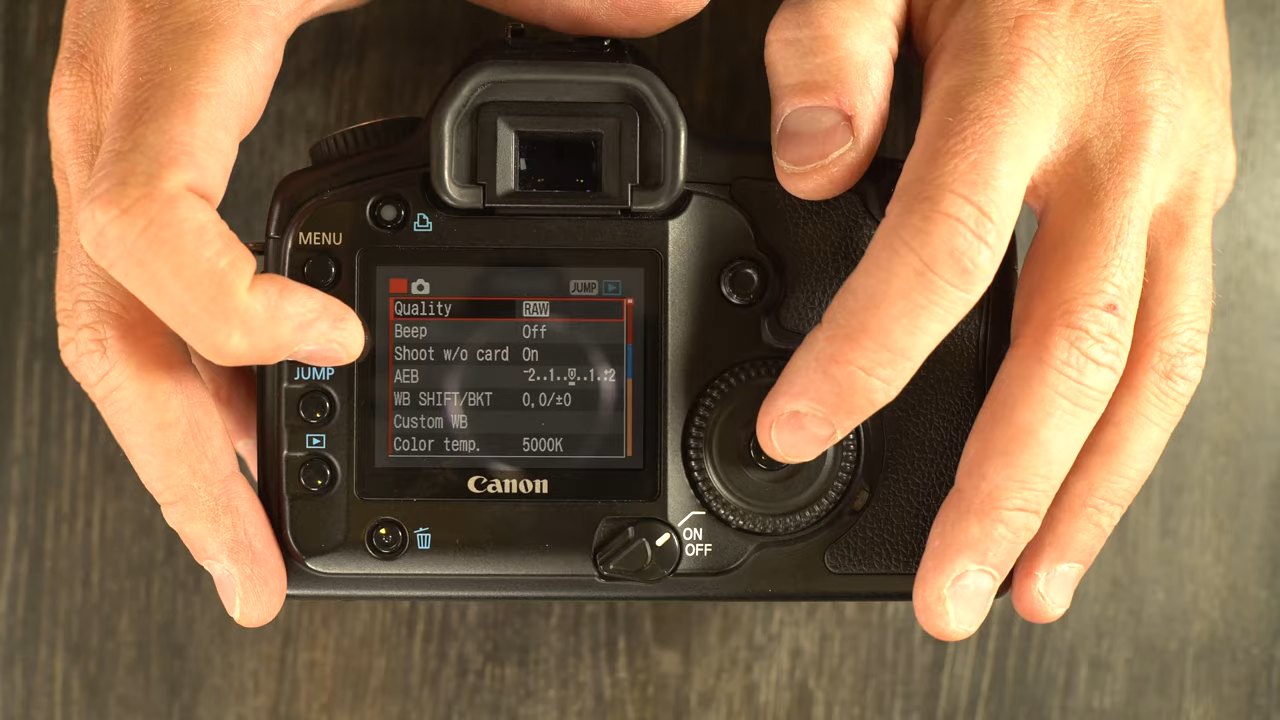 MENU
JUMP
Quality RAW
Beep Off
Shoot w/o card On
AEB -2..1..0..1.+2
WB SHIFT/BKT 0,0/±0
Custom WB
Color temp. 5000K
JUMP
Canon
ON
OFF